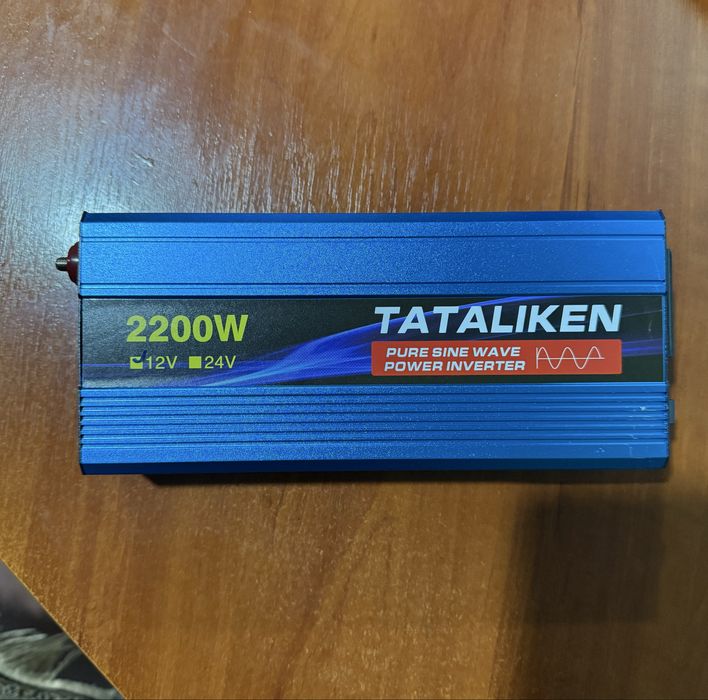 2200W
12V 24V
TATALIKEN
PURE SINE WAVE
POWER INVERTER